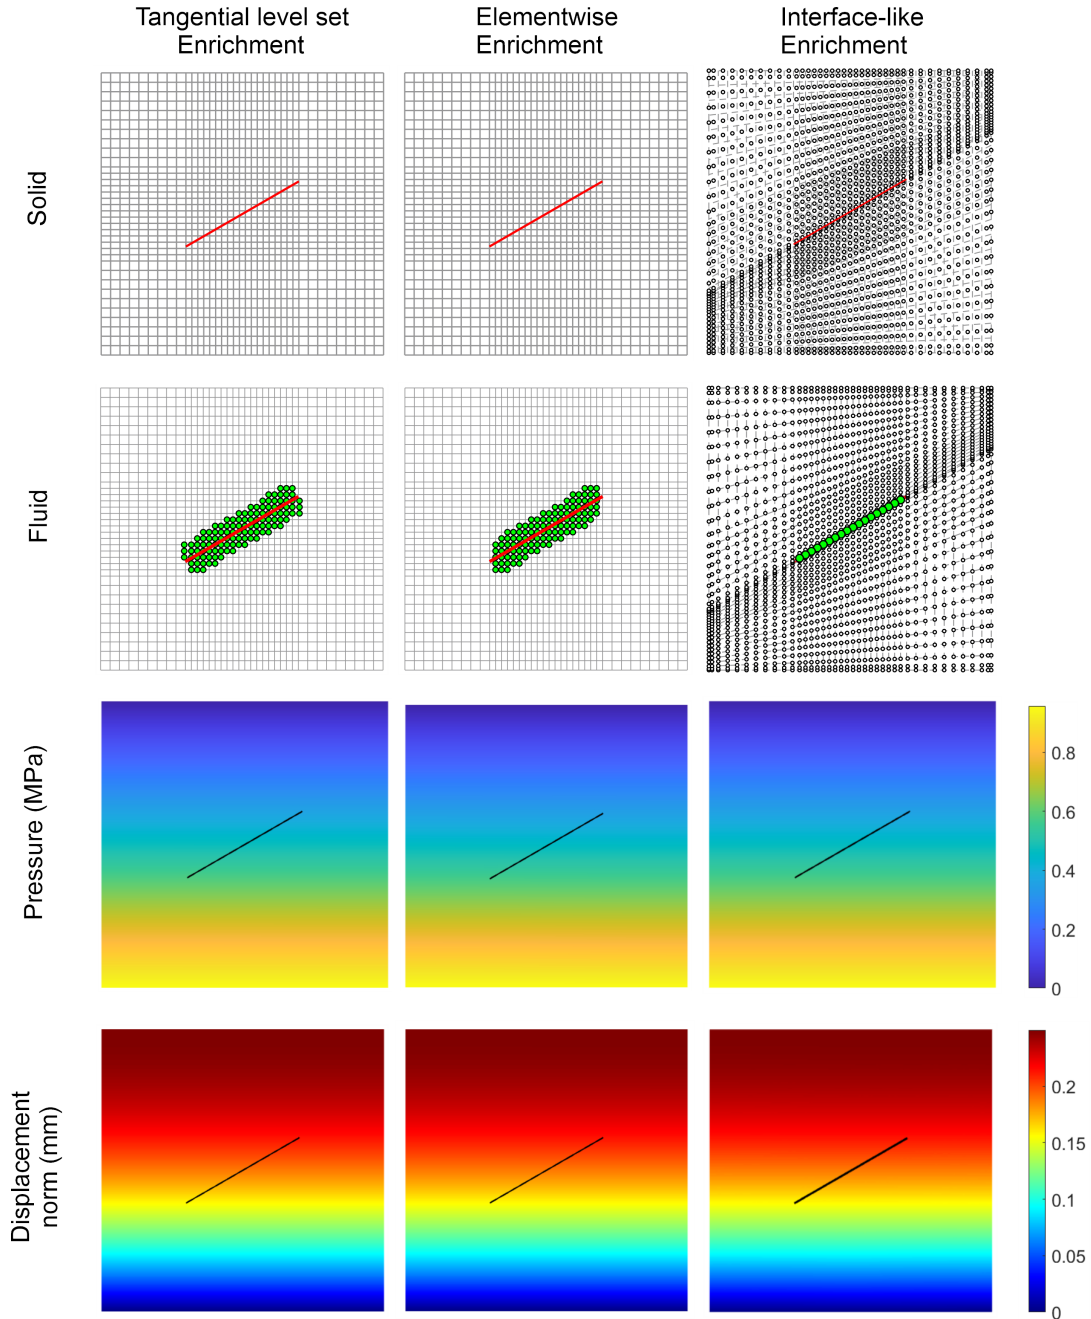 Tangential level set
Enrichment
Elementwise
Enrichment
Interface-like
Enrichment
Solid
Fluid
Pressure (MPa)
0.8
0.6
0.4
0.2
0
Displacement
norm (mm)
0.2
0.15
0.1
0.05
0